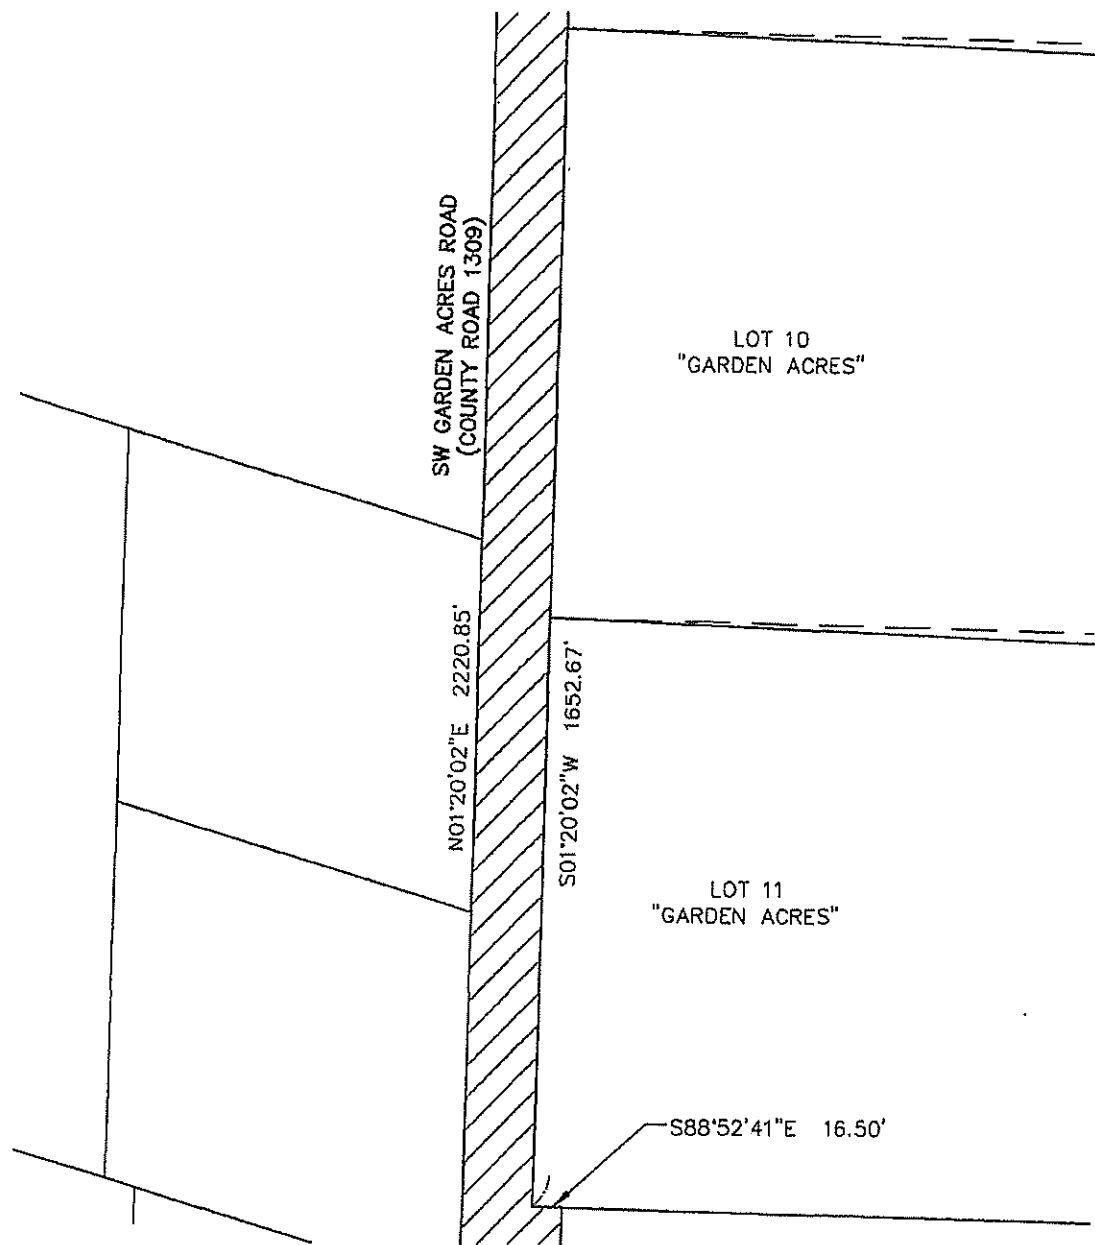 SW GARDEN ACRES ROAD
(COUNTY ROAD 1309)
LOT 10
"GARDEN ACRES"
N01°20'02"E 2220.85'
S01°20'02"W 1652.67'
LOT 11
"GARDEN ACRES"
S88°52'41"E 16.50'